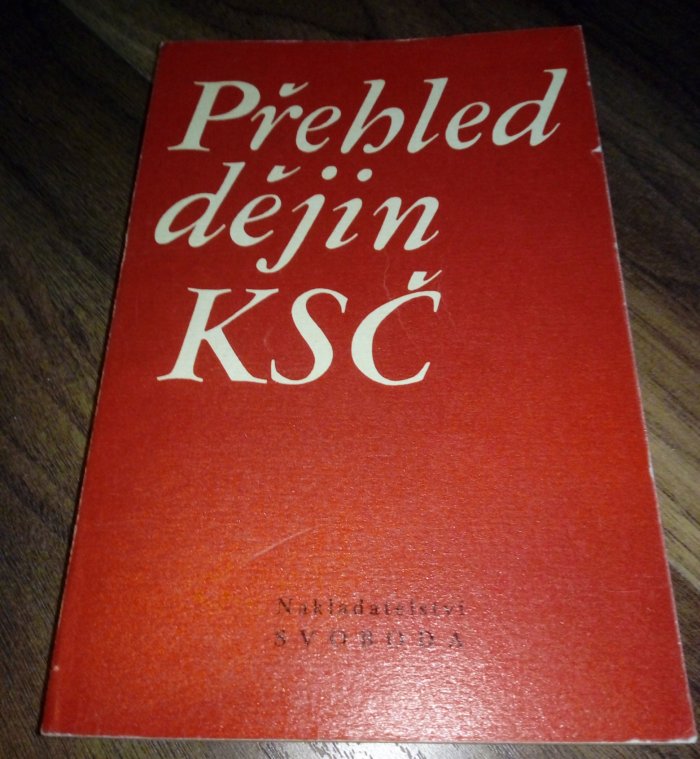 Přehled
dějin
KSČ
Nakladatelství
SVOBODA